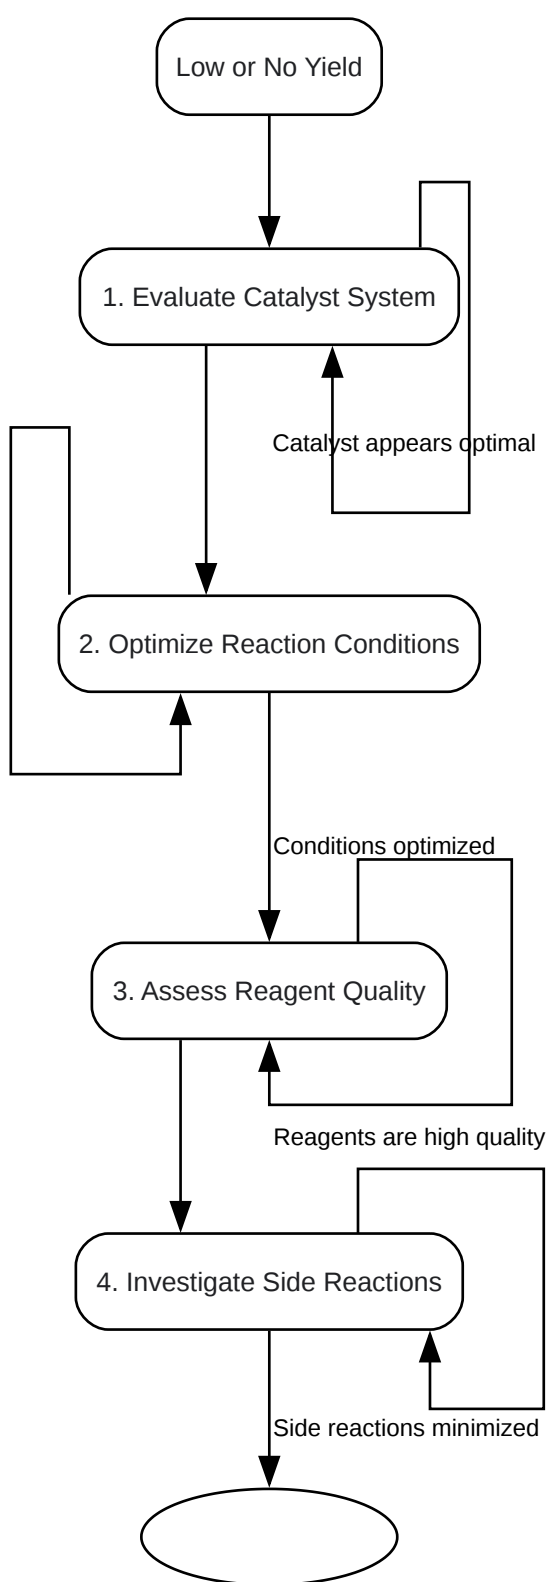 Low or No Yield
1. Evaluate Catalyst System
Catalyst appears optimal
2. Optimize Reaction Conditions
Conditions optimized
3. Assess Reagent Quality
Reagents are high quality
4. Investigate Side Reactions
Side reactions minimized